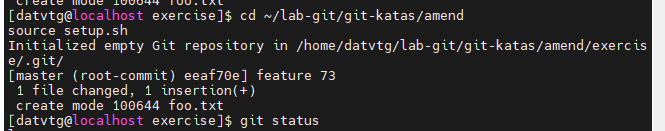 create mode 100644 foo.txt
[datvtg@localhost exercise]$ cd ~/lab-git/git-katas/amend
source setup.sh
Initialized empty Git repository in /home/datvtg/lab-git/git-katas/amend/exercis
e/.git/
[master (root-commit) eeaf70e] feature 73
 1 file changed, 1 insertion(+)
 create mode 100644 foo.txt
[datvtg@localhost exercise]$ git status